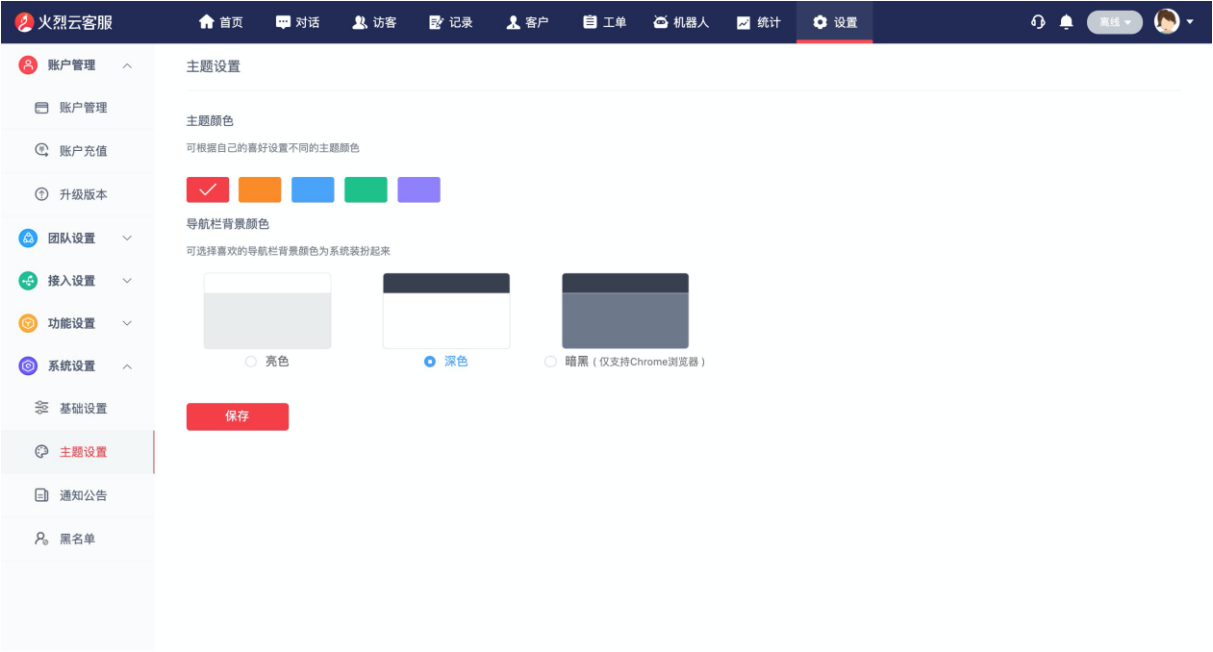 火烈云客服 首页 对话 访客 记录 客户 工单 机器人 统计 设置 离线
账户管理
账户管理
账户充值
升级版本
团队设置
接入设置
功能设置
系统设置
基础设置
主题设置
通知公告
黑名单
主题设置
主题颜色
可根据自己的喜好设置不同的主题颜色
导航栏背景颜色
可选择喜欢的导航栏背景颜色为系统装扮起来
亮色 深色 暗黑（仅支持Chrome浏览器）
保存